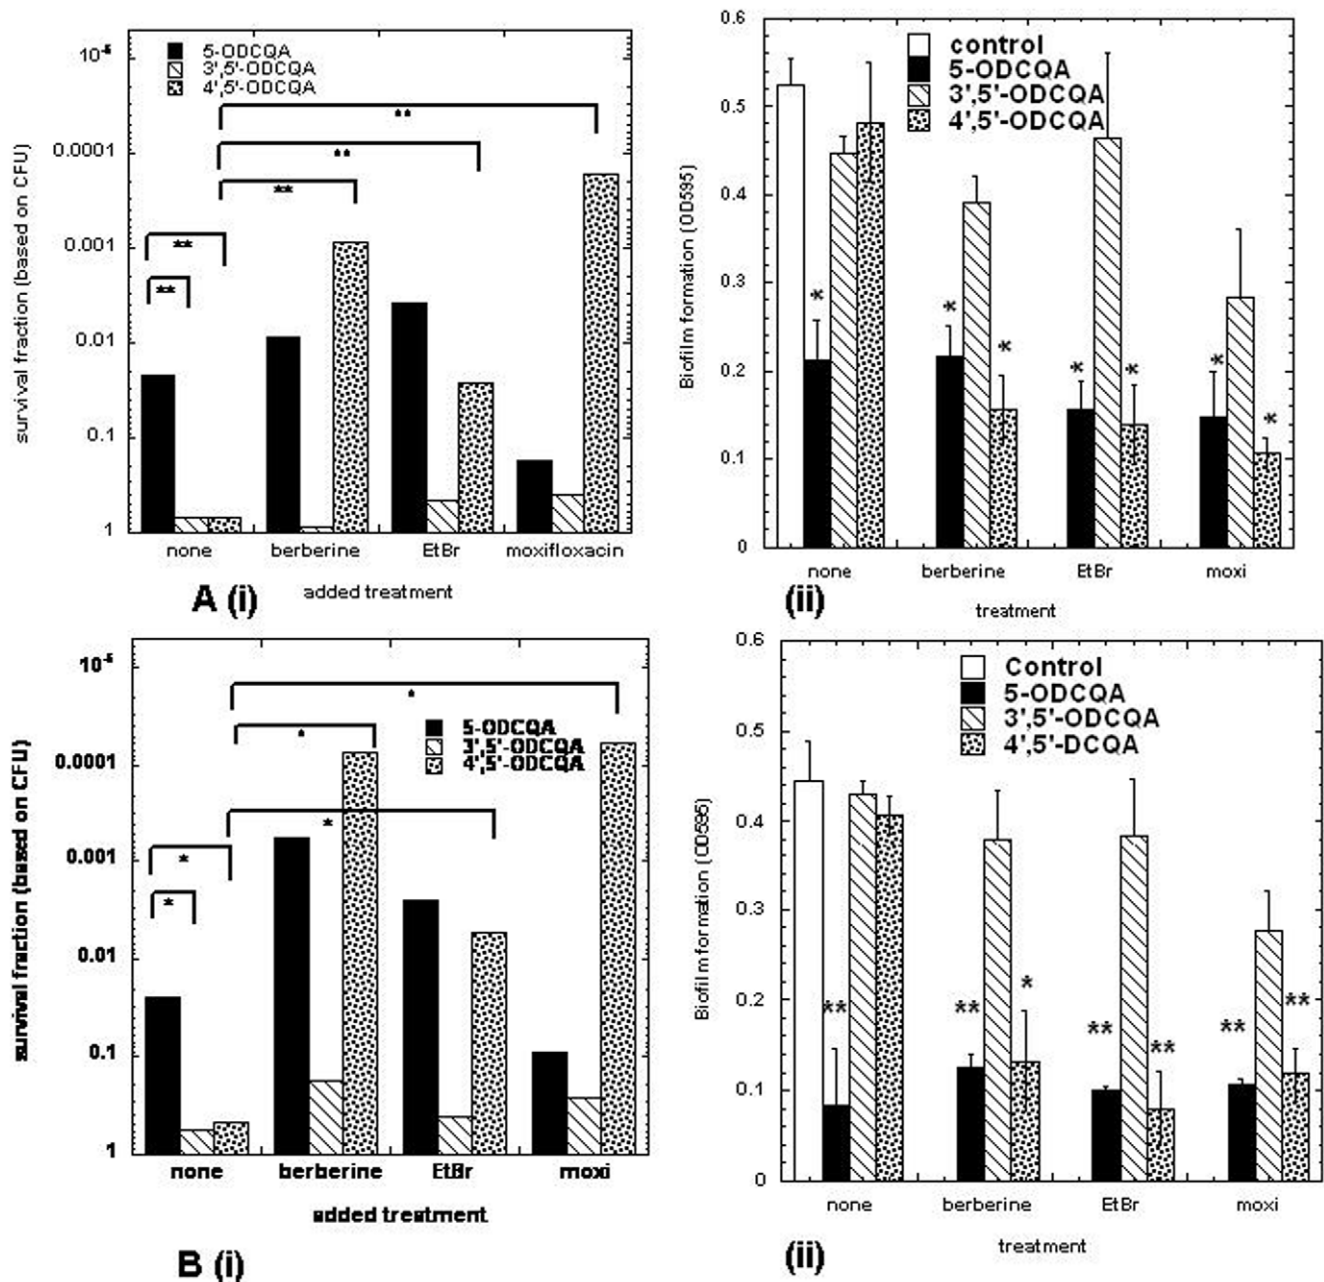 10-5
5-ODCQA
3',5'-ODCQA
4',5'-ODCQA
**
0.0001
**
**
0.001
**
**
0.01
0.1
1
survival fraction (based on CFU)
none berberine EtBr moxifloxacin
added treatment
A (i)
0.6
control
5-ODCQA
3',5'-ODCQA
4',5'-ODCQA
0.5
0.4
0.3
0.2
0.1
0
Biofilm formation (OD595)
* * * * * * *
none berberine EtBr moxi
treatment
(ii)
10-5
*
5-ODCQA
3',5'-ODCQA
4',5'-ODCQA
*
0.0001
*
0.001
*
*
0.01
0.1
1
survival fraction (based on CFU)
none berberine EtBr moxi
added treatment
B (i)
0.6
Control
5-ODCQA
3',5'-ODCQA
4',5'-DCQA
0.5
0.4
0.3
0.2
0.1
0
Biofilm formation (OD595)
** ** * ** ** ** **
none berberine EtBr moxi
treatment
(ii)